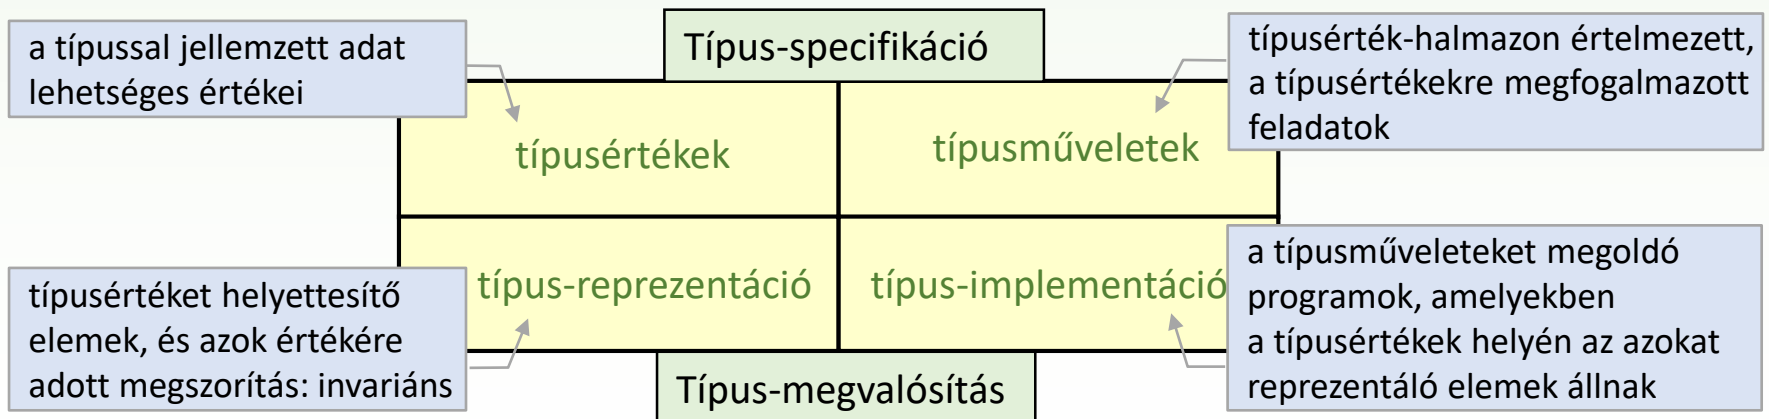 a típussal jellemzett adat
lehetséges értékei
Típus-specifikáció
típusérték-halmazon értelmezett,
a típusértékekre megfogalmazott
feladatok
típusértékek
típusműveletek
típus-reprezentáció
típus-implementáció
típusértéket helyettesítő
elemek, és azok értékére
adott megszorítás: invariáns
Típus-megvalósítás
a típusműveleteket megoldó
programok, amelyekben
a típusértékek helyén az azokat
reprezentáló elemek állnak